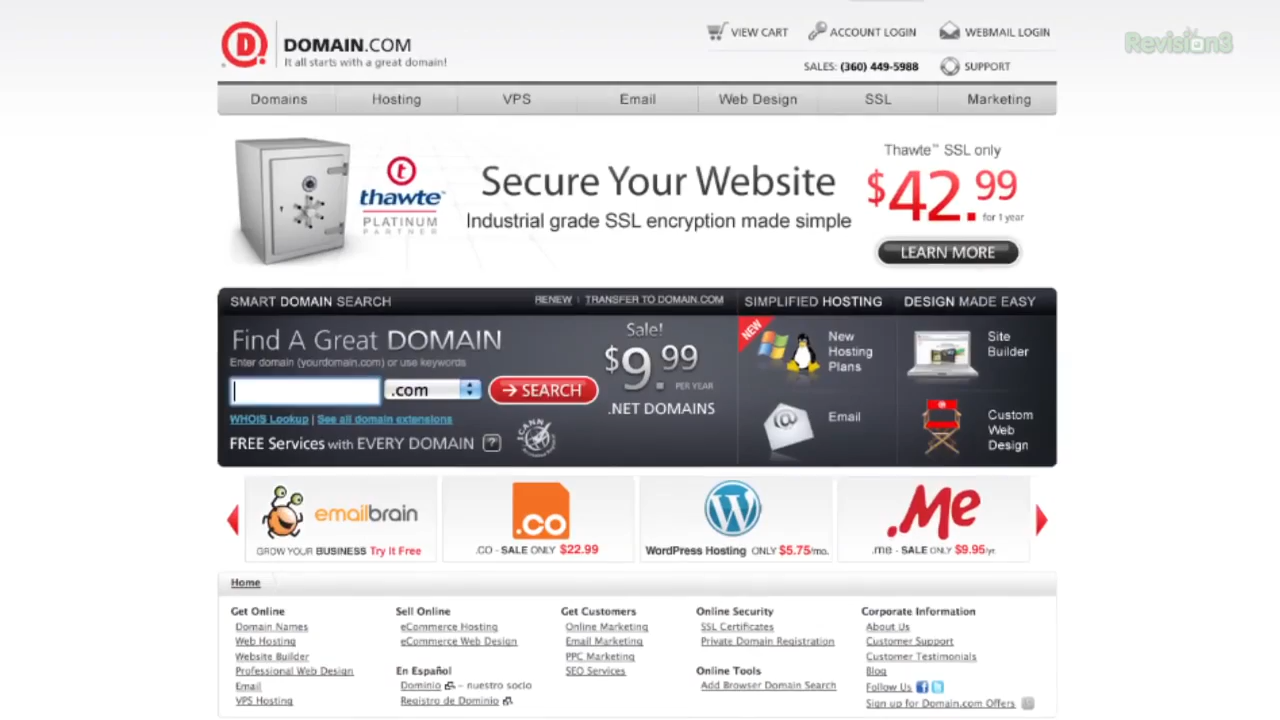 DOMAIN.COM
It all starts with a great domain!
VIEW CART
ACCOUNT LOGIN
WEBMAIL LOGIN
SALES: (360) 449-5988
SUPPORT
Revision3
Domains
Hosting
VPS
Email
Web Design
SSL
Marketing
thawte™
PLATINUM
PARTNER
Secure Your Website
Industrial grade SSL encryption made simple
Thawte™ SSL only
$42.99
for 1 year
LEARN MORE
SMART DOMAIN SEARCH
RENEW | TRANSFER TO DOMAIN.COM
SIMPLIFIED HOSTING
DESIGN MADE EASY
Find A Great DOMAIN
Enter domain (yourdomain.com) or use keywords
.com
SEARCH
WHOIS Lookup | See all domain extensions
FREE Services with EVERY DOMAIN ?
ICANN
Sale!
$9.99
PER YEAR
.NET DOMAINS
NEW
New
Hosting
Plans
Email
Site
Builder
Custom
Web
Design
emailbrain
GROW YOUR BUSINESS Try It Free
.co
.CO - SALE ONLY $22.99
WordPress Hosting ONLY $5.75/mo.
.Me
.me - SALE ONLY $9.95/yr.
Home
Get Online
Domain Names
Web Hosting
Website Builder
Professional Web Design
Email
VPS Hosting
Sell Online
eCommerce Hosting
eCommerce Web Design
En Español
Dominio – nuestro socio
Registro de Dominio
Get Customers
Online Marketing
Email Marketing
PPC Marketing
SEO Services
Online Security
SSL Certificates
Private Domain Registration
Online Tools
Add Browser Domain Search
Corporate Information
About Us
Customer Support
Customer Testimonials
Blog
Follow Us
Sign up for Domain.com Offers